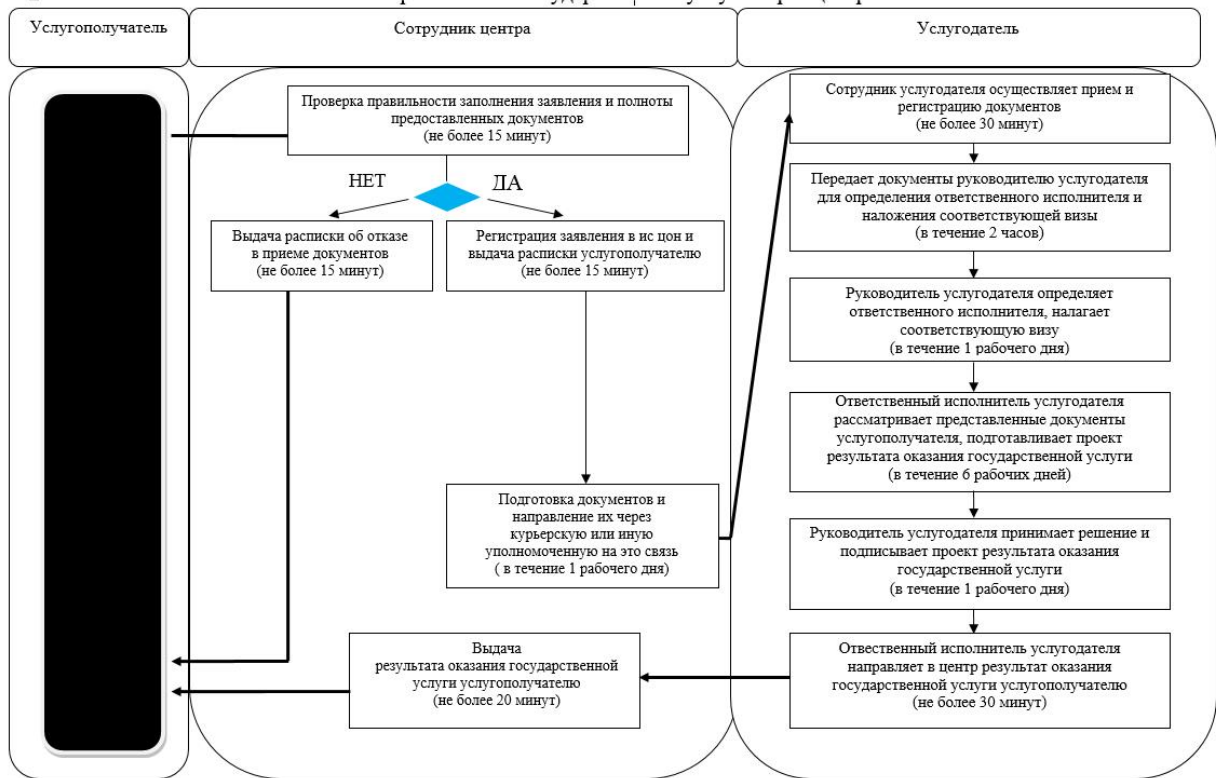 Услугополучатель
Сотрудник центра
Услугодатель
Проверка правильности заполнения заявления и полноты
предоставленных документов
(не более 15 минут)
НЕТ
ДА
Выдача расписки об отказе
в приеме документов
(не более 15 минут)
Регистрация заявления в ис цон и
выдача расписки услугополучателю
(не более 15 минут)
Подготовка документов и
направление их через
курьерскую или иную
уполномоченную на это связь
( в течение 1 рабочего дня)
Сотрудник услугодателя осуществляет прием и
регистрацию документов
(не более 30 минут)
Передает документы руководителю услугодателя
для определения ответственного исполнителя и
наложения соответствующей визы
(в течение 2 часов)
Руководитель услугодателя определяет
ответственного исполнителя, налагает
соответствующую визу
(в течение 1 рабочего дня)
Ответственный исполнитель услугодателя
рассматривает представленные документы
услугополучателя, подготавливает проект
результата оказания государственной услуги
(в течение 6 рабочих дней)
Руководитель услугодателя принимает решение и
подписывает проект результата оказания
государственной услуги
(в течение 1 рабочего дня)
Отвественный исполнитель услугодателя
направляет в центр результат оказания
государственной услуги услугополучателю
(не более 30 минут)
Выдача
результата оказания государственной
услуги услугополучателю
(не более 20 минут)